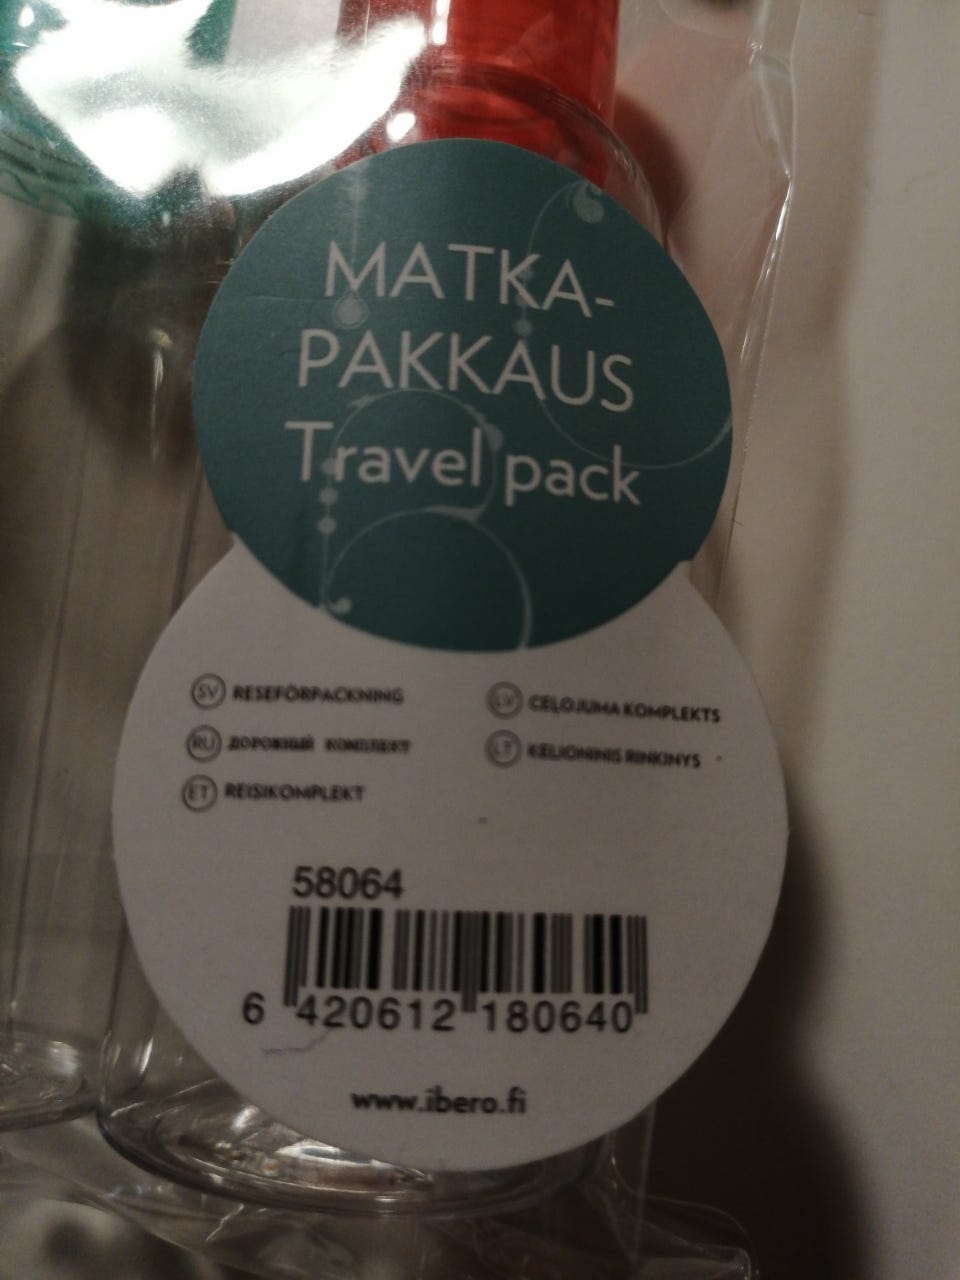 MATKA-
PAKKAUS
Travel pack
SV RESEFÖRPACKNING
RU ДОРОЖНЫЙ КОМПЛЕКТ
ET REISIKOMPLEKT
LV CEĻOJUMA KOMPLEKTS
LT KELIONINIS RINKINYS
58064
6 420612 180640
www.ibero.fi